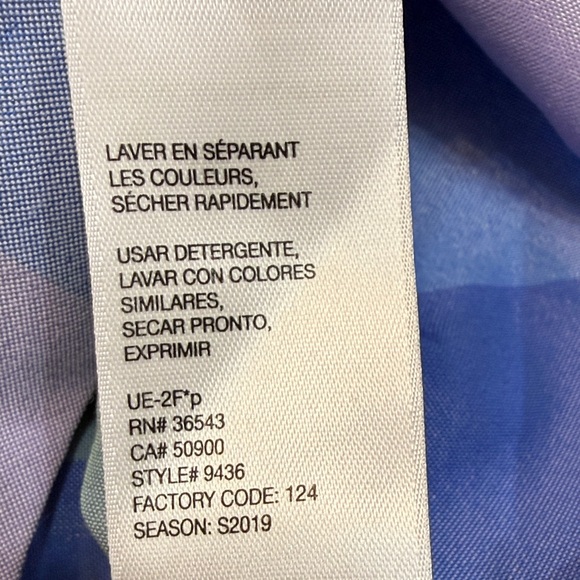 LAVER EN SÉPARANT
LES COULEURS,
SÉCHER RAPIDEMENT
USAR DETERGENTE,
LAVAR CON COLORES
SIMILARES,
SECAR PRONTO,
EXPRIMIR
UE-2F*p
RN# 36543
CA# 50900
STYLE# 9436
FACTORY CODE: 124
SEASON: S2019